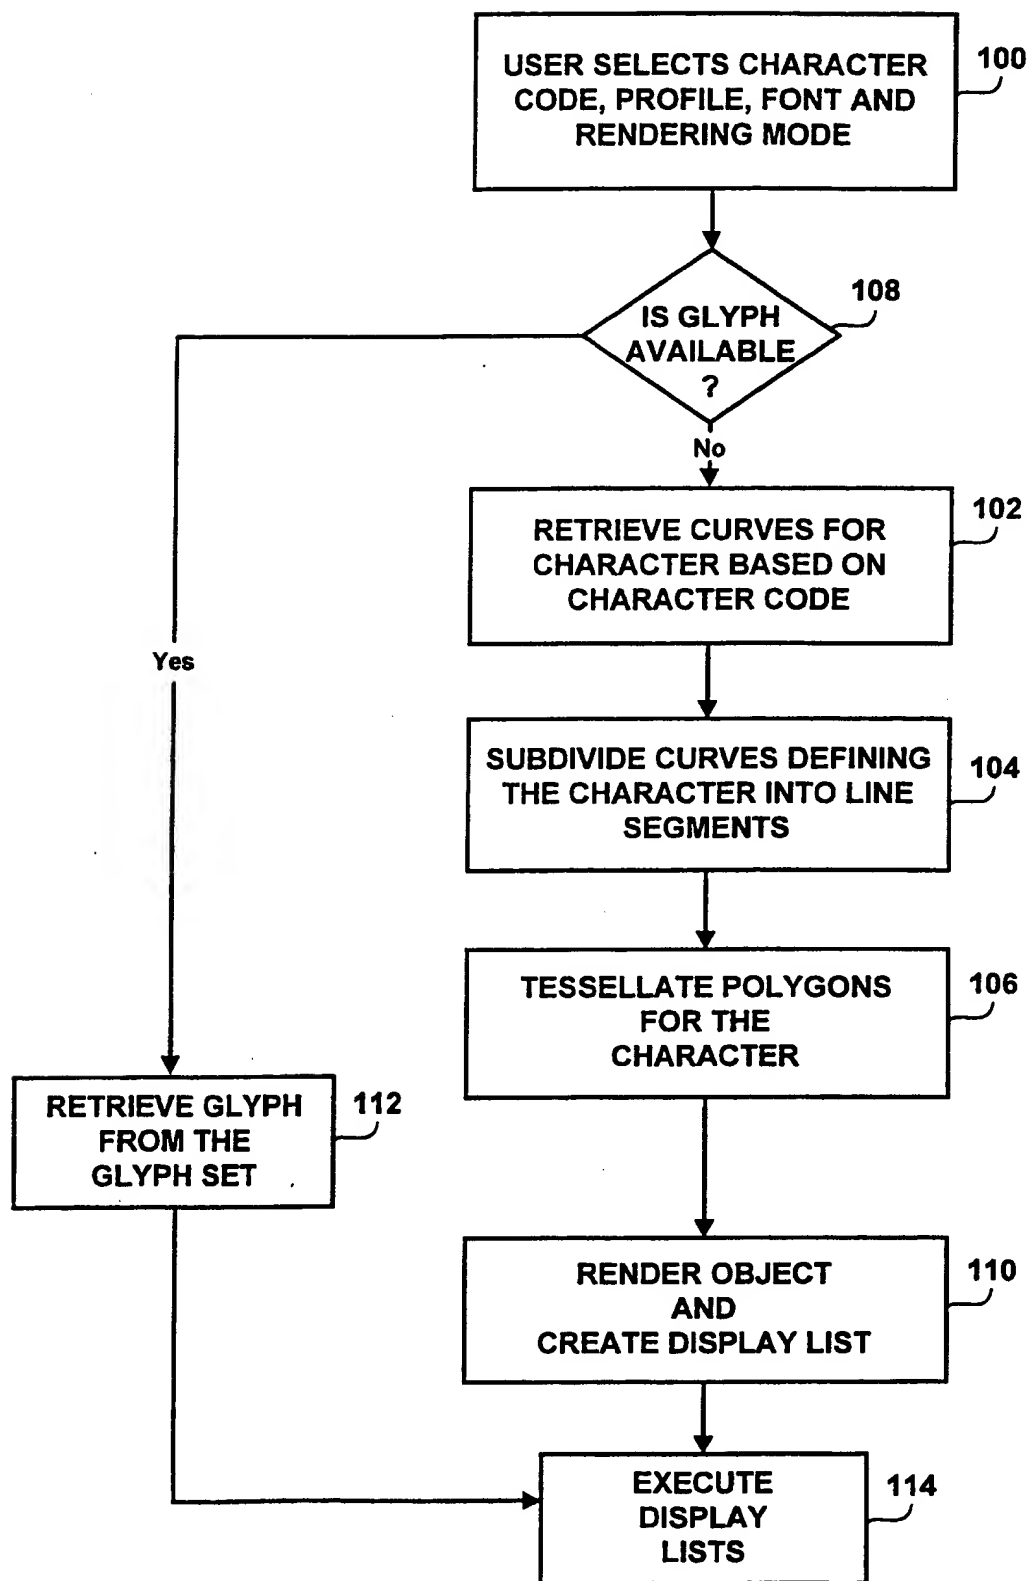 USER SELECTS CHARACTER
CODE, PROFILE, FONT AND
RENDERING MODE
100
IS GLYPH
AVAILABLE
?
108
No
RETRIEVE CURVES FOR
CHARACTER BASED ON
CHARACTER CODE
102
Yes
SUBDIVIDE CURVES DEFINING
THE CHARACTER INTO LINE
SEGMENTS
104
TESSELLATE POLYGONS
FOR THE
CHARACTER
106
RETRIEVE GLYPH
FROM THE
GLYPH SET
112
RENDER OBJECT
AND
CREATE DISPLAY LIST
110
EXECUTE
DISPLAY
LISTS
114